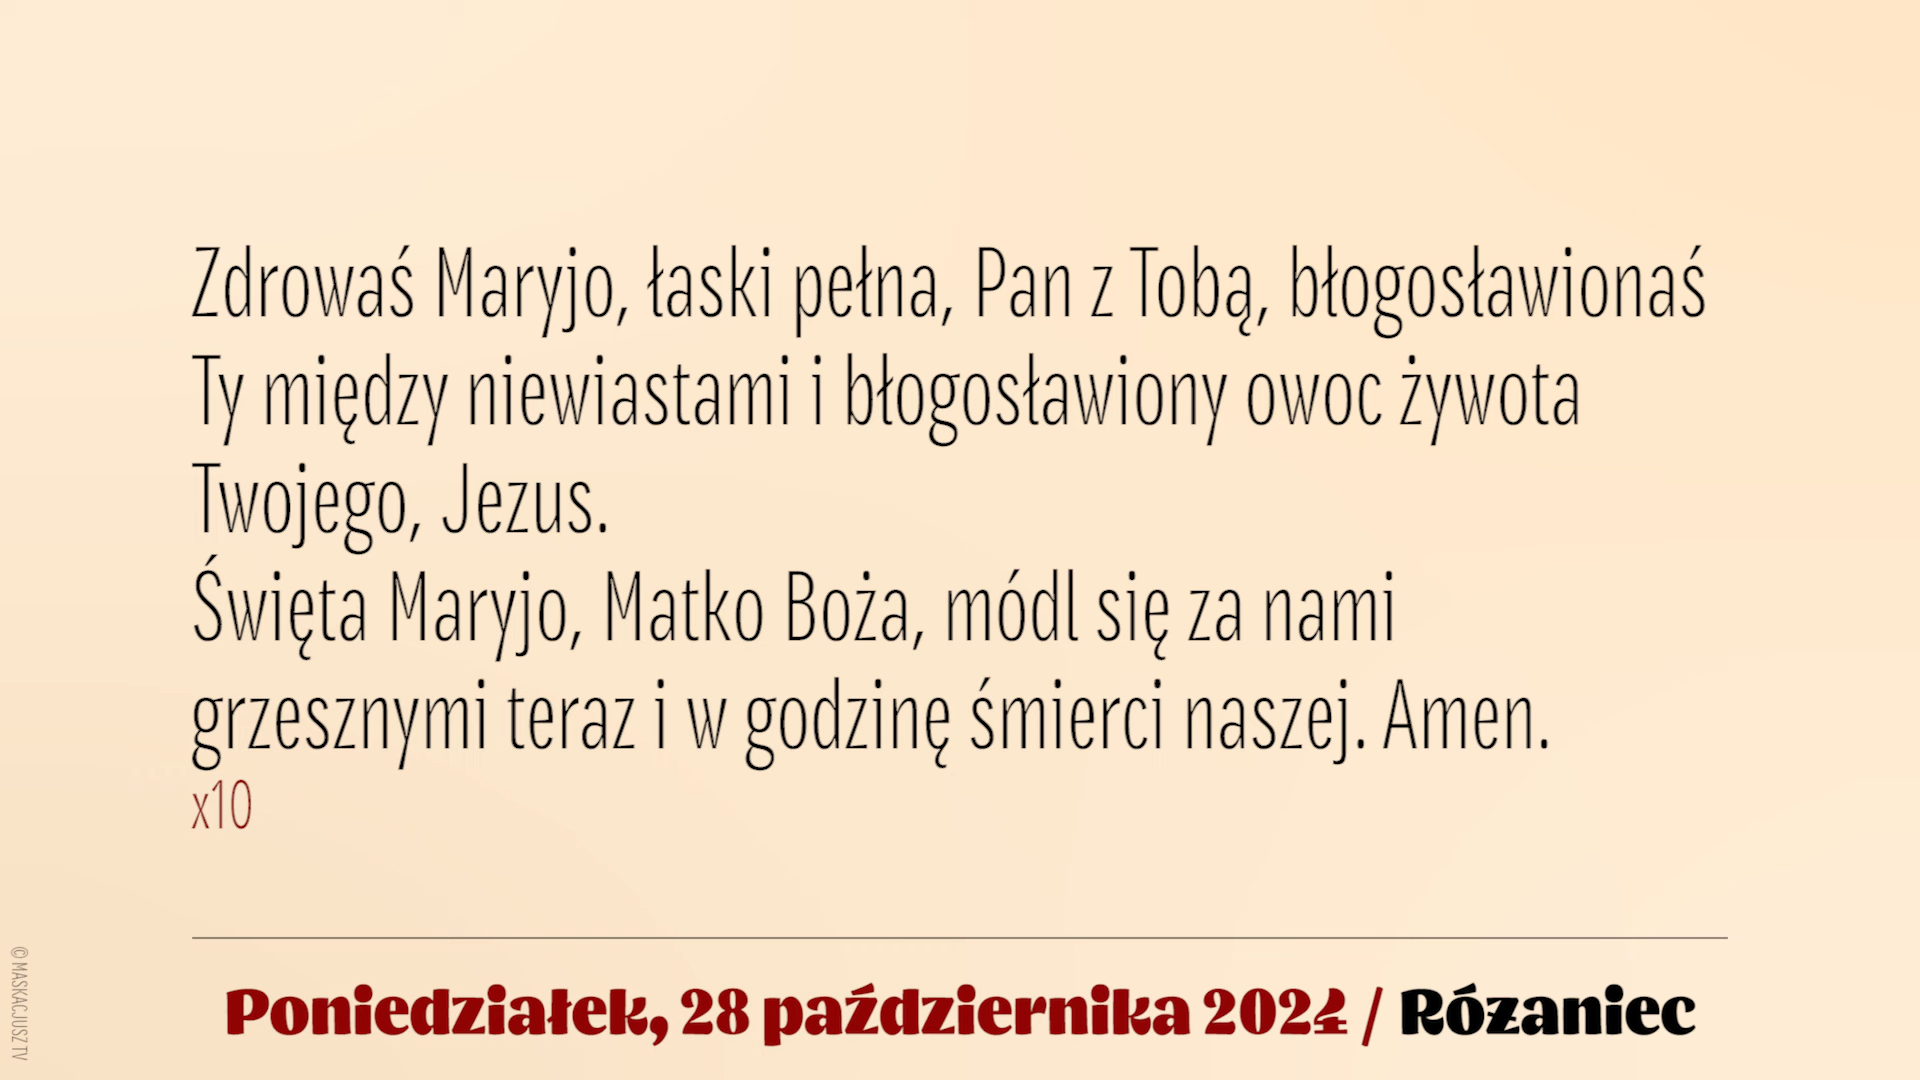 Zdrowaś Maryjo, łaski pełna, Pan z Tobą, błogosławionaś
Ty między niewiastami i błogosławiony owoc żywota
Twojego, Jezus.
Święta Maryjo, Matko Boża, módl się za nami
grzesznymi teraz i w godzinę śmierci naszej. Amen.
x10
Poniedziałek, 28 października 2024 / Różaniec
© MASKACJUSZ TV